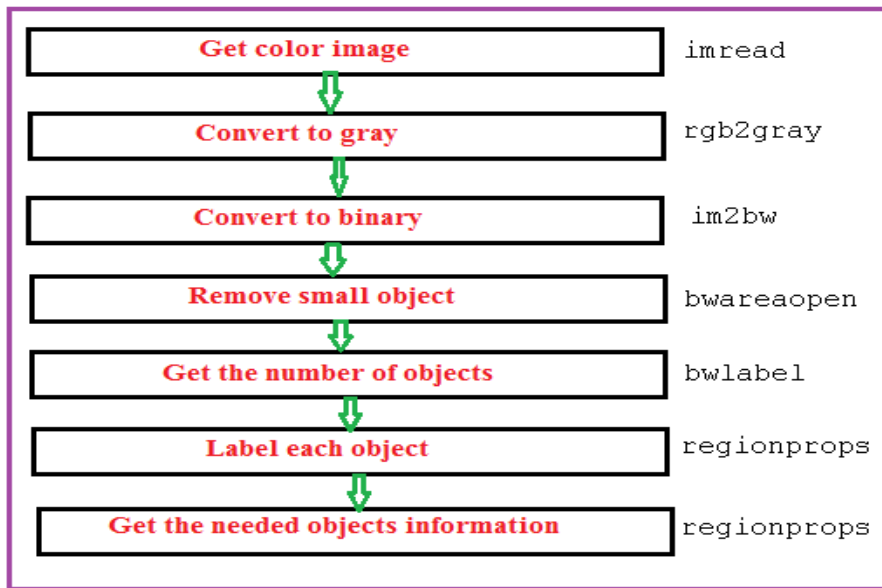 Get color image
imread
Convert to gray
rgb2gray
Convert to binary
im2bw
Remove small object
bwareaopen
Get the number of objects
bwlabel
Label each object
regionprops
Get the needed objects information
regionprops